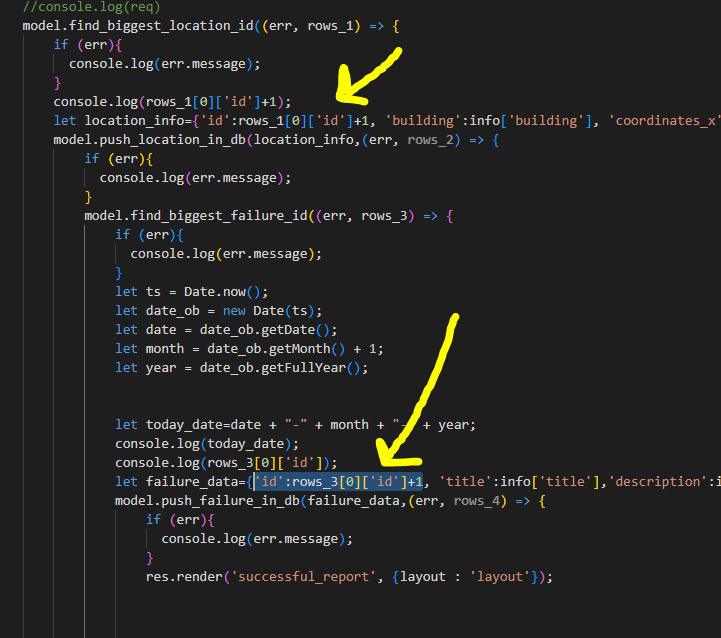 //console.log(req)
model.find_biggest_location_id((err, rows_1) => {
if (err){
console.log(err.message);
}
console.log(rows_1[0]['id']+1);
let location_info={'id':rows_1[0]['id']+1, 'building':info['building'], 'coordinates_x'
model.push_location_in_db(location_info,(err, rows_2) => {
if (err){
console.log(err.message);
}
model.find_biggest_failure_id((err, rows_3) => {
if (err){
console.log(err.message);
}
let ts = Date.now();
let date_ob = new Date(ts);
let date = date_ob.getDate();
let month = date_ob.getMonth() + 1;
let year = date_ob.getFullYear();
let today_date=date + "-" + month + "-" + year;
console.log(today_date);
console.log(rows_3[0]['id']);
let failure_data={'id':rows_3[0]['id']+1, 'title':info['title'],'description':i
model.push_failure_in_db(failure_data,(err, rows_4) => {
if (err){
console.log(err.message);
}
res.render('successful_report', {layout : 'layout'});